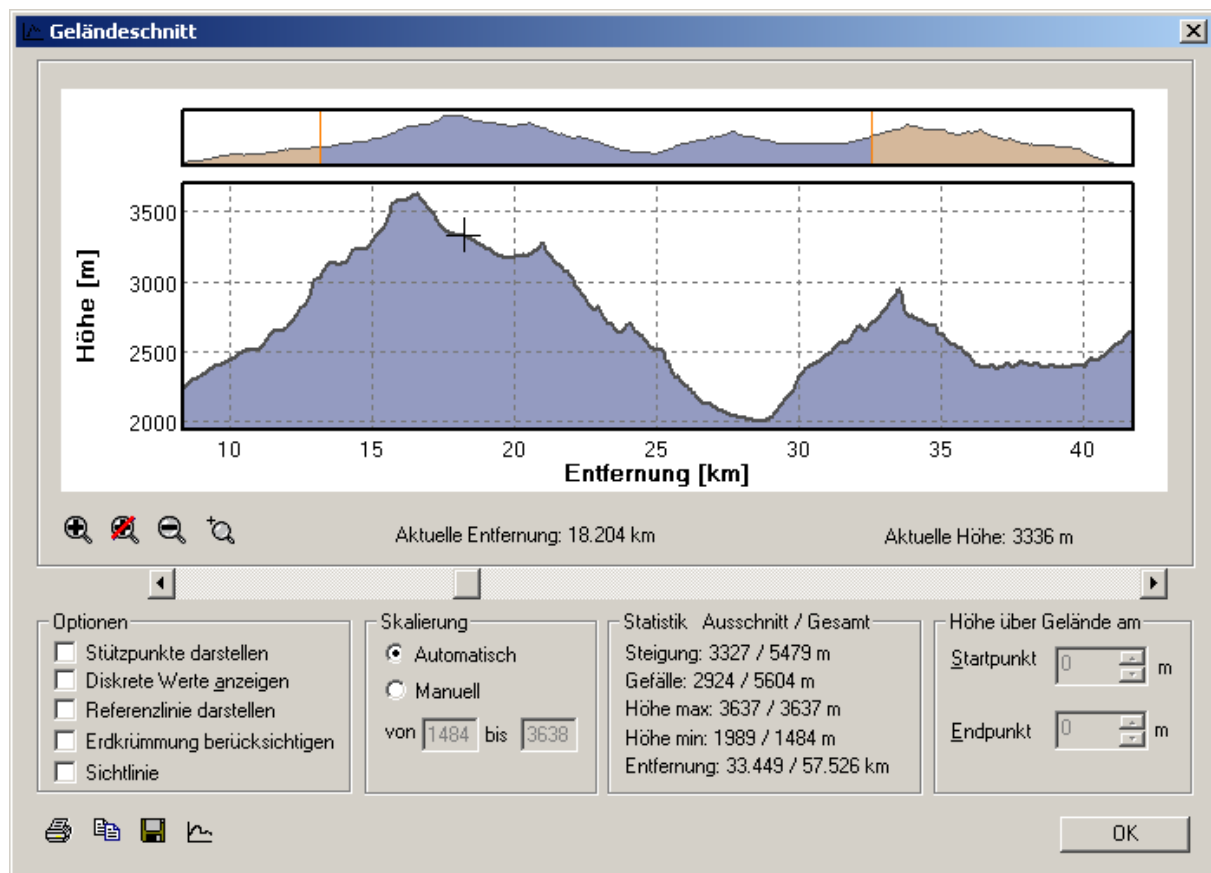 Geländeschnitt
Höhe [m]
3500
3000
2500
2000
10 15 20 25 30 35 40
Entfernung [km]
Aktuelle Entfernung: 18.204 km
Aktuelle Höhe: 3336 m
Optionen
Stützpunkte darstellen
Diskrete Werte anzeigen
Referenzlinie darstellen
Erdkrümmung berücksichtigen
Sichtlinie
Skalierung
Automatisch
Manuell
von 1484 bis 3638
Statistik Ausschnitt / Gesamt
Steigung: 3327 / 5479 m
Gefälle: 2924 / 5604 m
Höhe max: 3637 / 3637 m
Höhe min: 1989 / 1484 m
Entfernung: 33.449 / 57.526 km
Höhe über Gelände am
Startpunkt 0 m
Endpunkt 0 m
OK